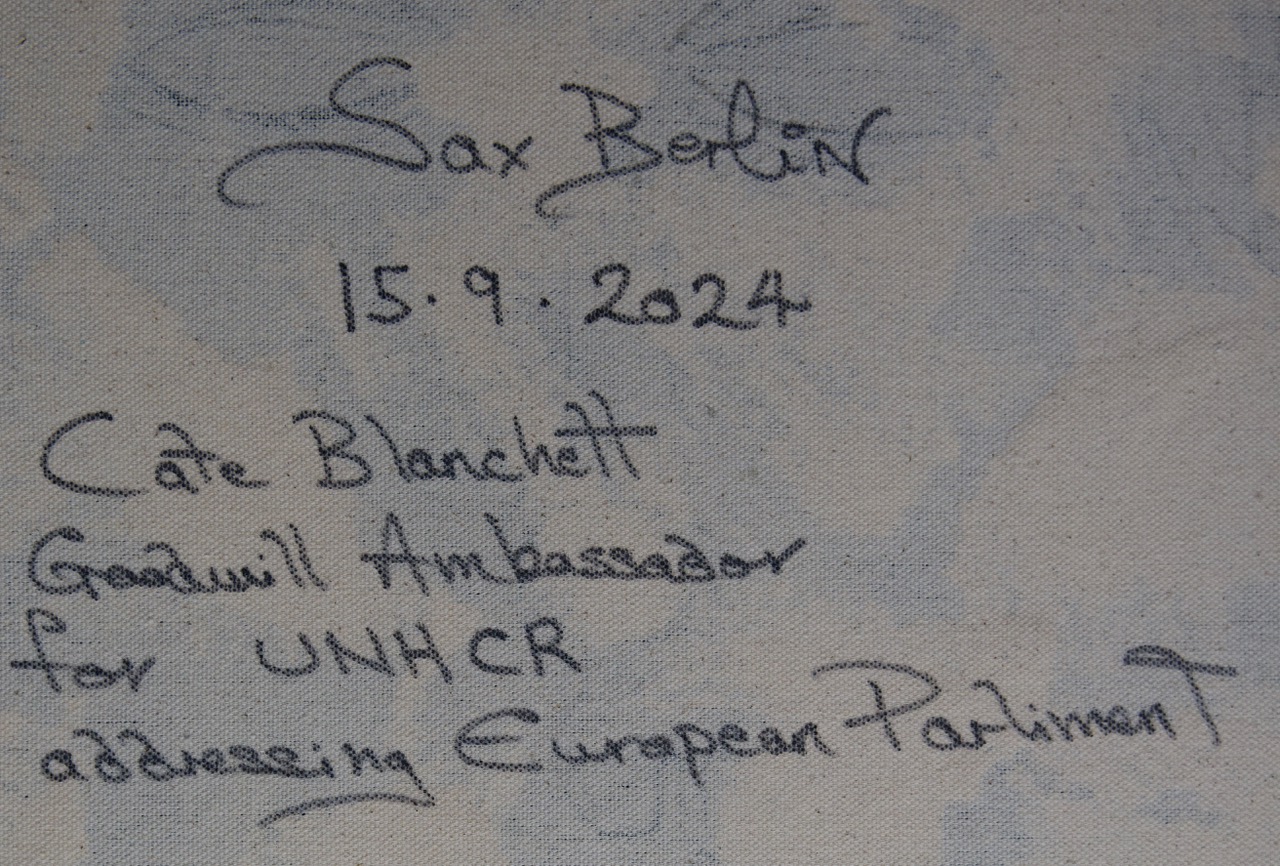 Sax Berlin
15.9.2024
Cate Blanchett
Goodwill Ambassador
for UNHCR
addressing European Parliment